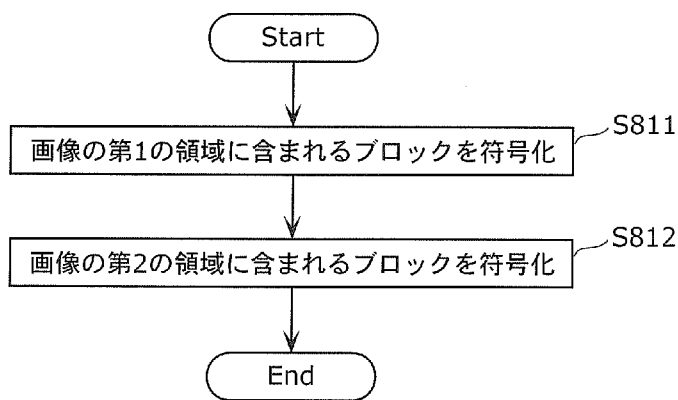 Start
S811
画像の第1の領域に含まれるブロックを符号化
S812
画像の第2の領域に含まれるブロックを符号化
End